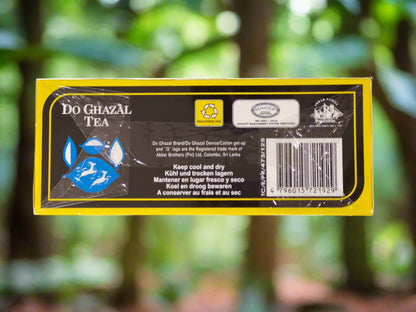 DO GHAZAL
TEA
HACCP
Do Ghazal Brand/Do Ghazal Device/Carton get-up
and "G" tags are the Registered trade mark of
Akbar Brothers (Pvt) Ltd, Colombo, Sri Lanka
Keep cool and dry
Kühl und trocken lagern
Mantener en lugar fresco y seco
Koel en droog bewaren
A conserver au frais et au sec
4 796015 721929